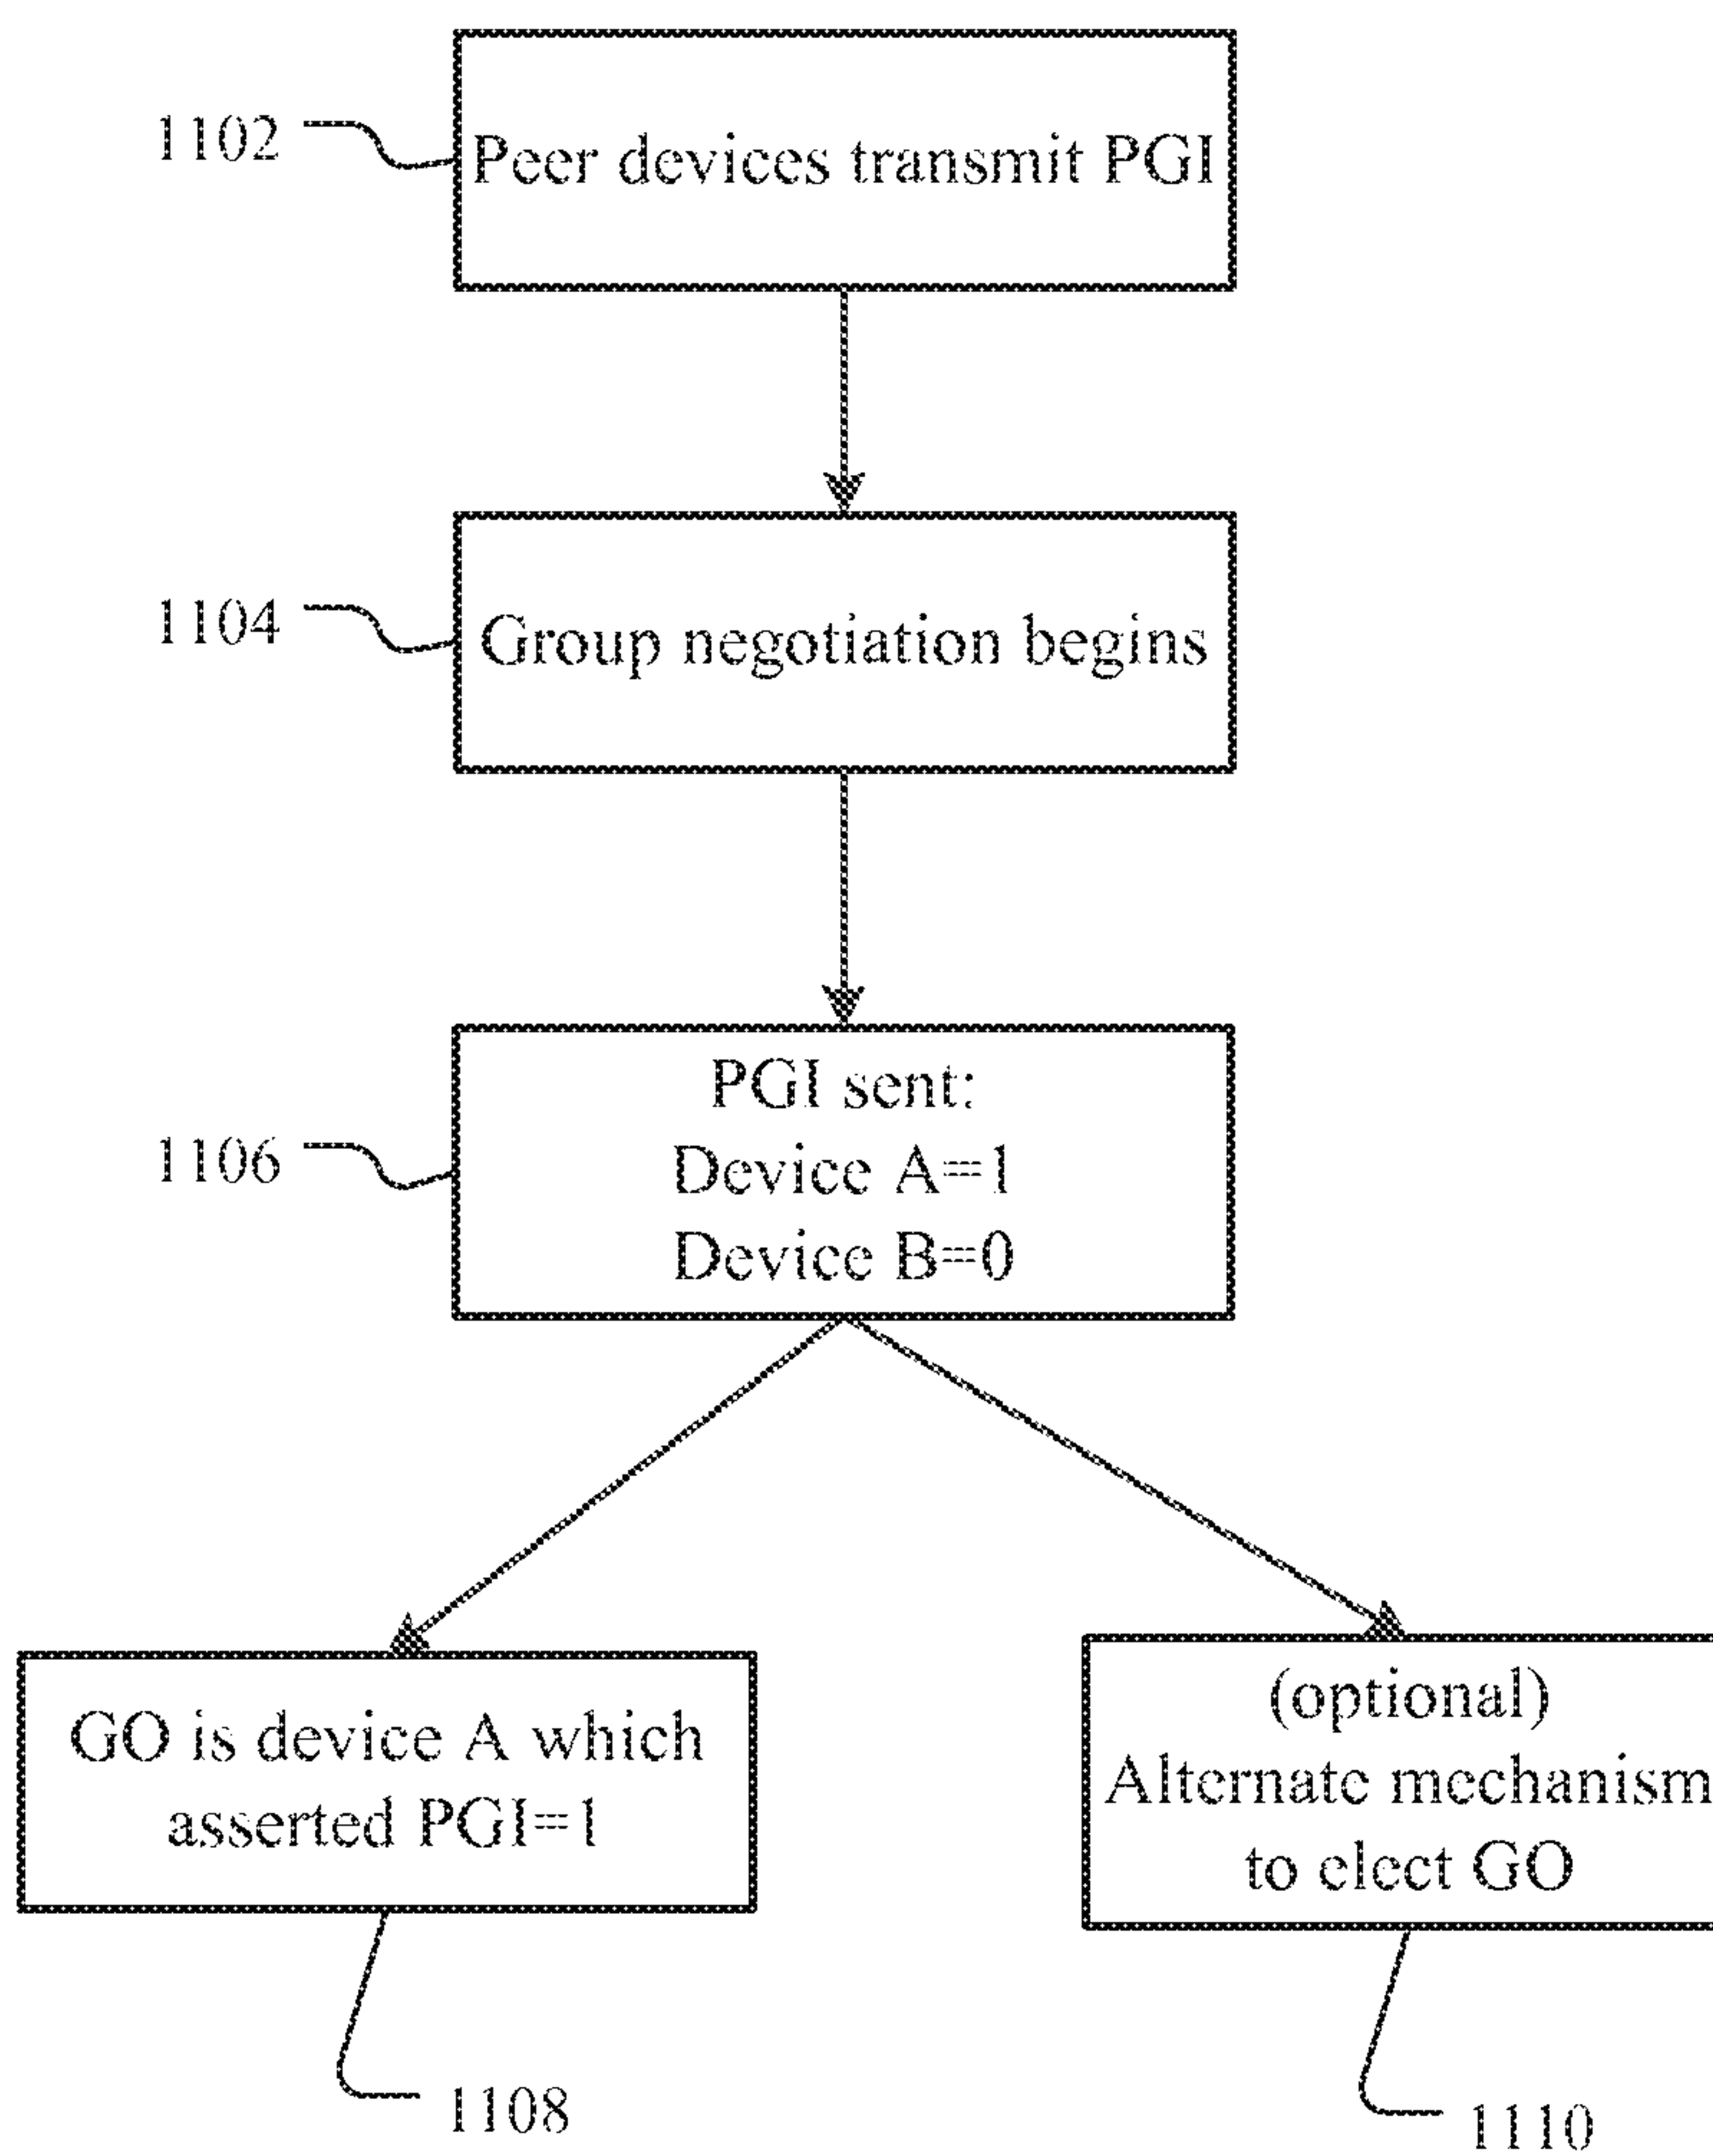 1102
Peer devices transmit PGI
1104
Group negotiation begins
1106
PGI sent:
Device A=1
Device B=0
GO is device A which
asserted PGI=1
(optional)
Alternate mechanism
to elect GO
1108
1110